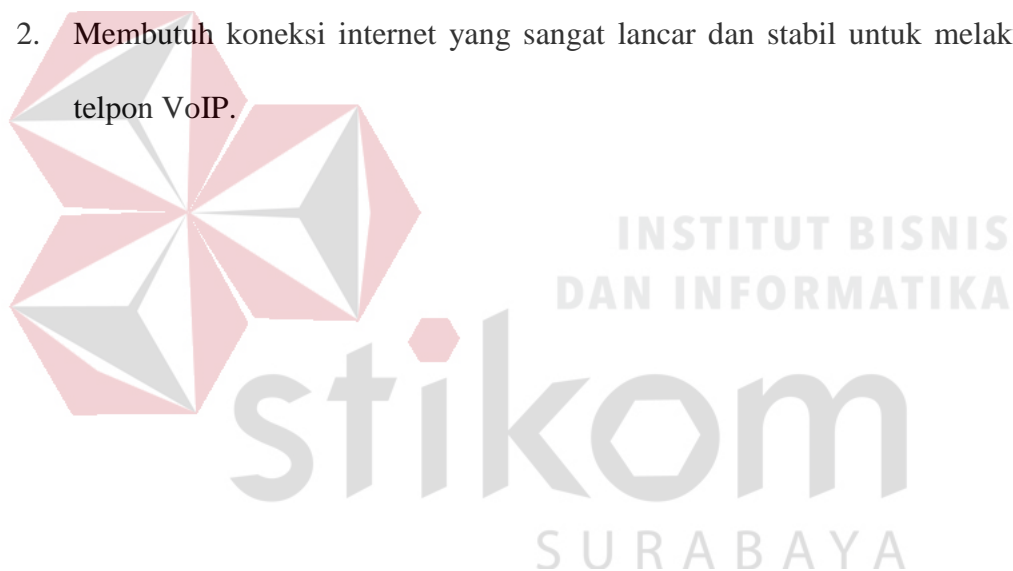 2. Membutuh koneksi internet yang sangat lancar dan stabil untuk melak
telpon VoIP.
INSTITUT BISNIS
DAN INFORMATIKA
stikom
SURABAYA